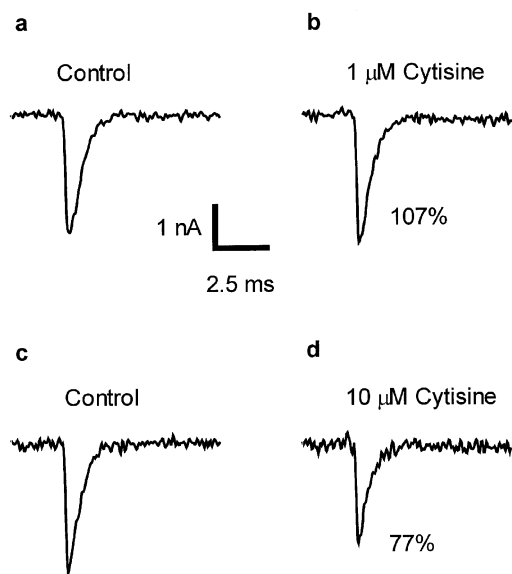 a
Control
b
1 μM Cytisine
107%
1 nA
2.5 ms
c
Control
d
10 μM Cytisine
77%